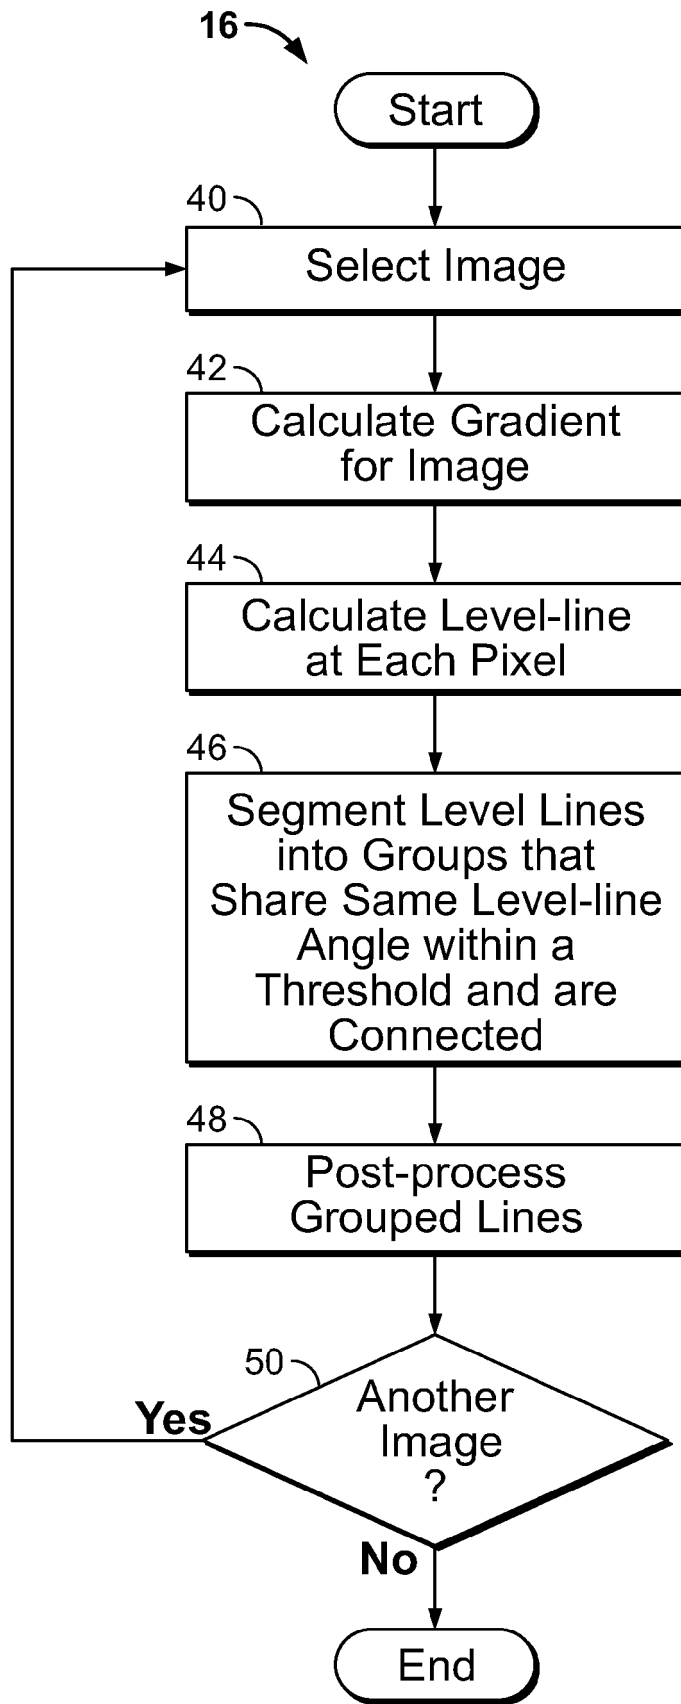 16
Start
40
Select Image
42
Calculate Gradient
for Image
44
Calculate Level-line
at Each Pixel
46
Segment Level Lines
into Groups that
Share Same Level-line
Angle within a
Threshold and are
Connected
48
Post-process
Grouped Lines
50
Another
Image
?
Yes
No
End